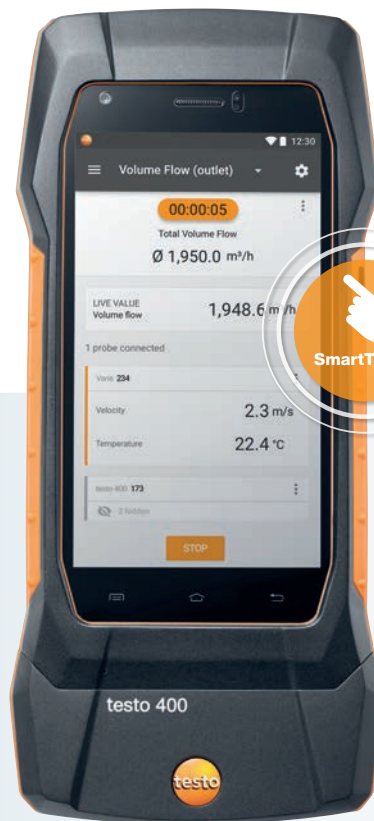 12:30
Volume Flow (outlet)
00:00:05
Total Volume Flow
Ø 1,950.0 m³/h
LIVE VALUE
Volume flow 1,948.6 m³/h
1 probe connected
Vane 234
Velocity 2.3 m/s
Temperature 22.4 °C
testo 400 173
2 hidden
STOP
SmartT
testo 400
testo